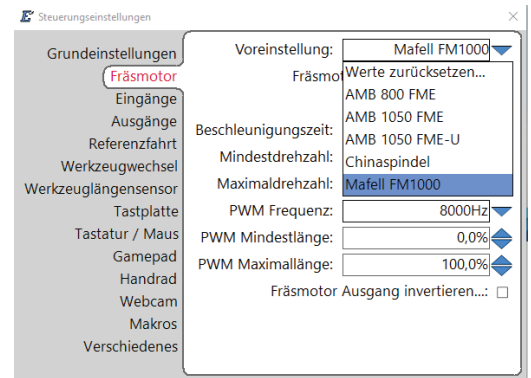 Steuerungseinstellungen
Grundeinstellungen
Fräsmotor
Eingänge
Ausgänge
Referenzfahrt
Werkzeugwechsel
Werkzeuglängensensor
Tastplatte
Tastatur / Maus
Gamepad
Handrad
Webcam
Makros
Verschiedenes
Voreinstellung: Mafell FM1000
Fräsmot
Werte zurücksetzen...
AMB 800 FME
AMB 1050 FME
AMB 1050 FME-U
Chinaspindel
Mafell FM1000
Beschleunigungszeit:
Mindestdrehzahl:
Maximaldrehzahl:
PWM Frequenz: 8000Hz
PWM Mindestlänge: 0,0%
PWM Maximallänge: 100,0%
Fräsmotor Ausgang invertieren...: